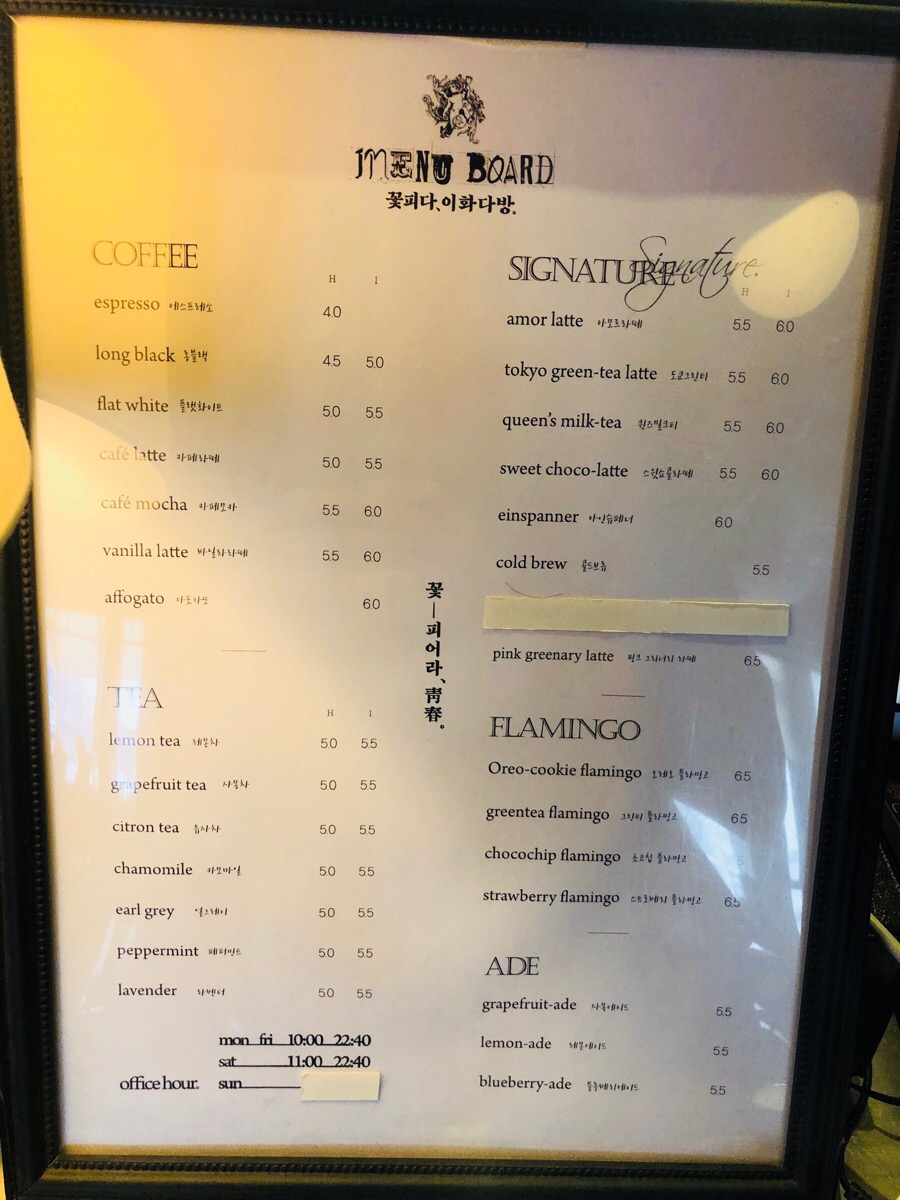 MENU BOARD
꽃피다, 이화다방.
COFFEE
H I
espresso 에스프레소 4.0
long black 롱블랙 4.5 5.0
flat white 플랫화이트 5.0 5.5
café latte 카페라떼 5.0 5.5
café mocha 카페모카 5.5 6.0
vanilla latte 바닐라라떼 5.5 6.0
affogato 아포가또 6.0
TEA
H I
lemon tea 레몬차 5.0 5.5
grapefruit tea 자몽차 5.0 5.5
citron tea 유자차 5.0 5.5
chamomile 카모마일 5.0 5.5
earl grey 얼그레이 5.0 5.5
peppermint 페퍼민트 5.0 5.5
lavender 라벤더 5.0 5.5
mon fri 10:00 22:40
sat 11:00 22:40
office hour. sun
꽃—피어라, 靑春。
SIGNATURE Signature.
H I
amor latte 아모르라떼 5.5 6.0
tokyo green-tea latte 도쿄그린티 5.5 6.0
queen's milk-tea 퀸즈밀크티 5.5 6.0
sweet choco-latte 스윗쇼콜라떼 5.5 6.0
einspanner 아인슈페너 6.0
cold brew 콜드브루 5.5
pink greenary latte 핑크 그리너리 라떼 6.5
FLAMINGO
Oreo-cookie flamingo 오레오 플라밍고 6.5
greentea flamingo 그린티 플라밍고 6.5
chocochip flamingo 초코칩 플라밍고
strawberry flamingo 스트로베리 플라밍고 6.5
ADE
grapefruit-ade 자몽에이드 5.5
lemon-ade 레몬에이드 5.5
blueberry-ade 블루베리에이드 5.5